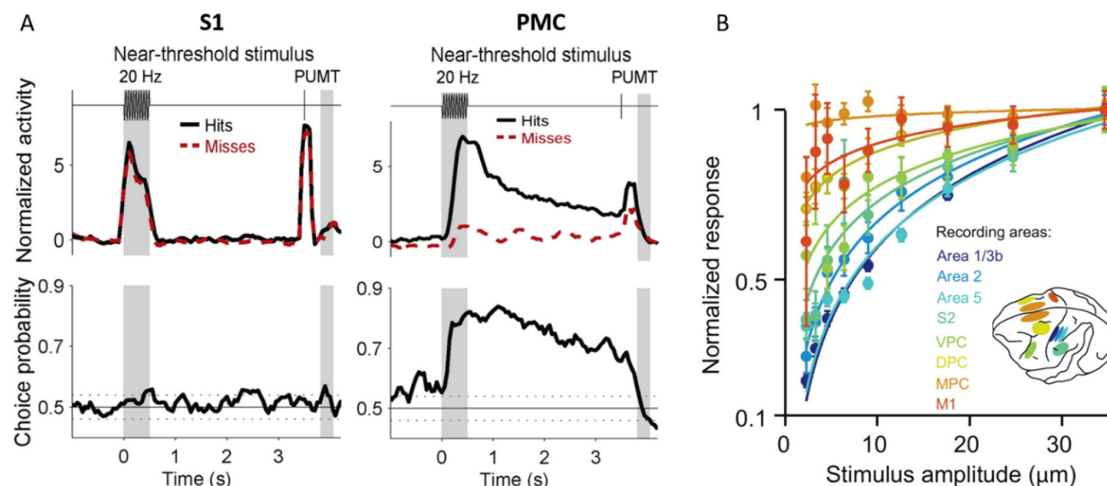 A
S1
Near-threshold stimulus
20 Hz
PUMT
Hits
Misses
Normalized activity
5
0
PMC
Near-threshold stimulus
20 Hz
PUMT
Hits
Misses
5
0
Choice probability
0.9
0.7
0.5
0 1 2 3
Time (s)
0.9
0.7
0.5
0 1 2 3
Time (s)
B
Normalized response
1
0.5
0.1
Recording areas:
Area 1/3b
Area 2
Area 5
S2
VPC
DPC
MPC
M1
0 10 20 30
Stimulus amplitude (μm)